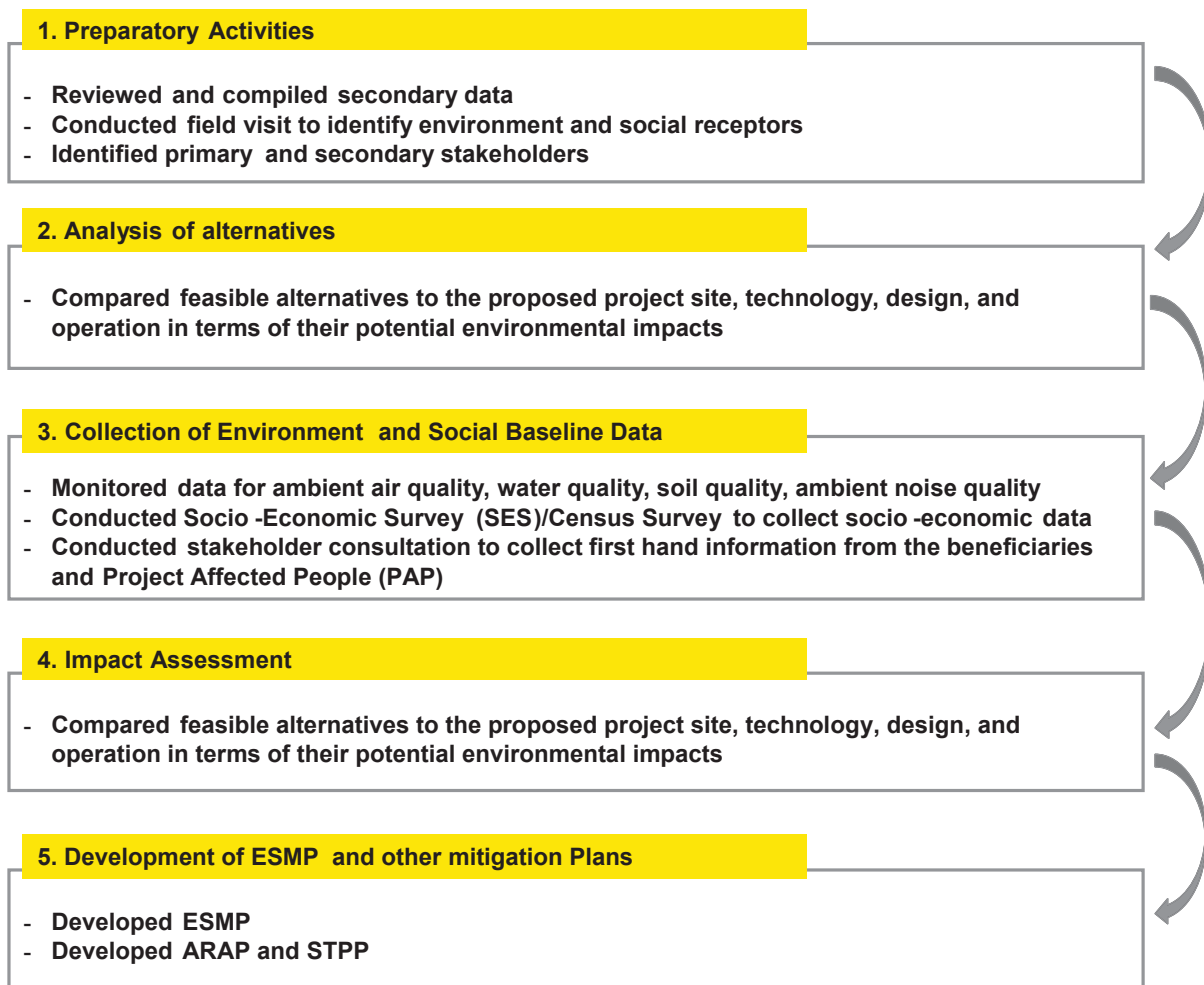 1. Preparatory Activities
- Reviewed and compiled secondary data
- Conducted field visit to identify environment and social receptors
- Identified primary and secondary stakeholders
2. Analysis of alternatives
- Compared feasible alternatives to the proposed project site, technology, design, and
operation in terms of their potential environmental impacts
3. Collection of Environment and Social Baseline Data
- Monitored data for ambient air quality, water quality, soil quality, ambient noise quality
- Conducted Socio -Economic Survey (SES)/Census Survey to collect socio -economic data
- Conducted stakeholder consultation to collect first hand information from the beneficiaries
and Project Affected People (PAP)
4. Impact Assessment
- Compared feasible alternatives to the proposed project site, technology, design, and
operation in terms of their potential environmental impacts
5. Development of ESMP and other mitigation Plans
- Developed ESMP
- Developed ARAP and STPP